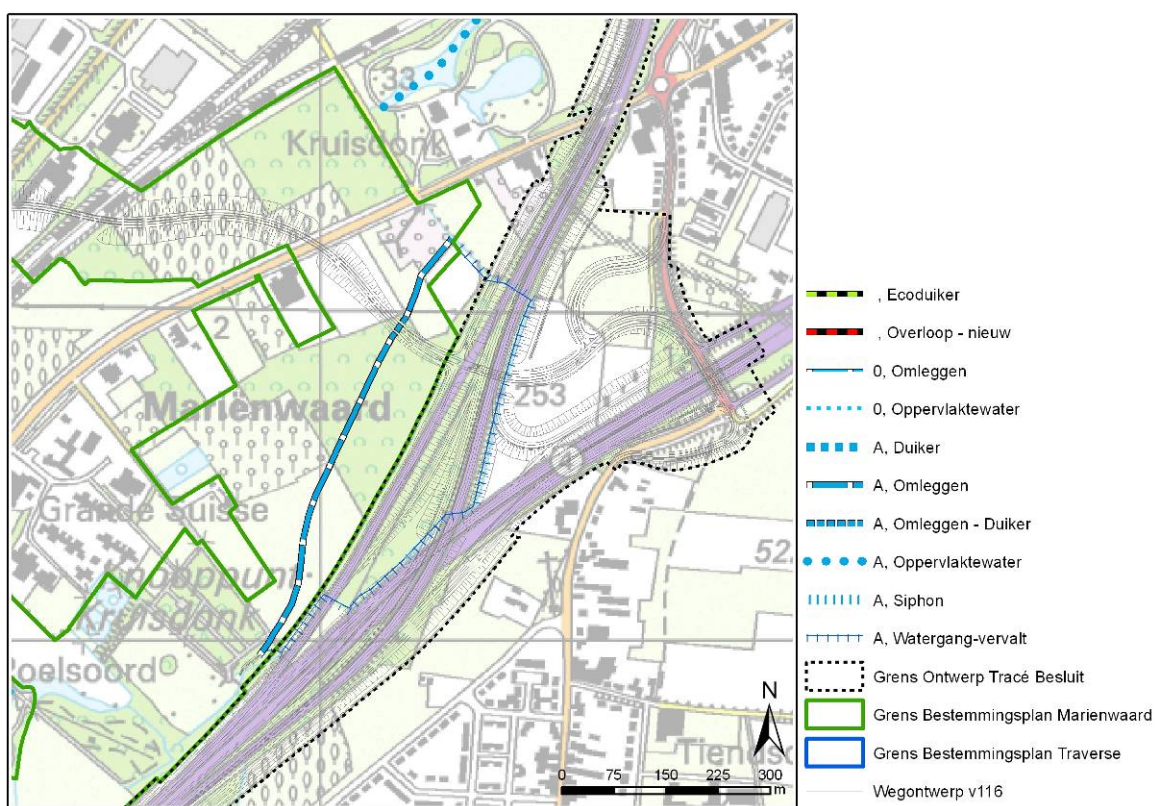 33
Kruisdonk
2
253
Mariënwaard
4
Grande Suisse
52
knooppunt
Kruisdonk
Poelsoord
N
0 75 150 225 300
m
, Ecoduiker
, Overloop - nieuw
0, Omleggen
0, Oppervlaktewater
A, Duiker
A, Omleggen
A, Omleggen - Duiker
A, Oppervlaktewater
A, Siphon
A, Watergang-vervalt
Grens Ontwerp Tracé Besluit
Grens Bestemmingsplan Marienwaard
Grens Bestemmingsplan Traverse
Wegontwerp v116